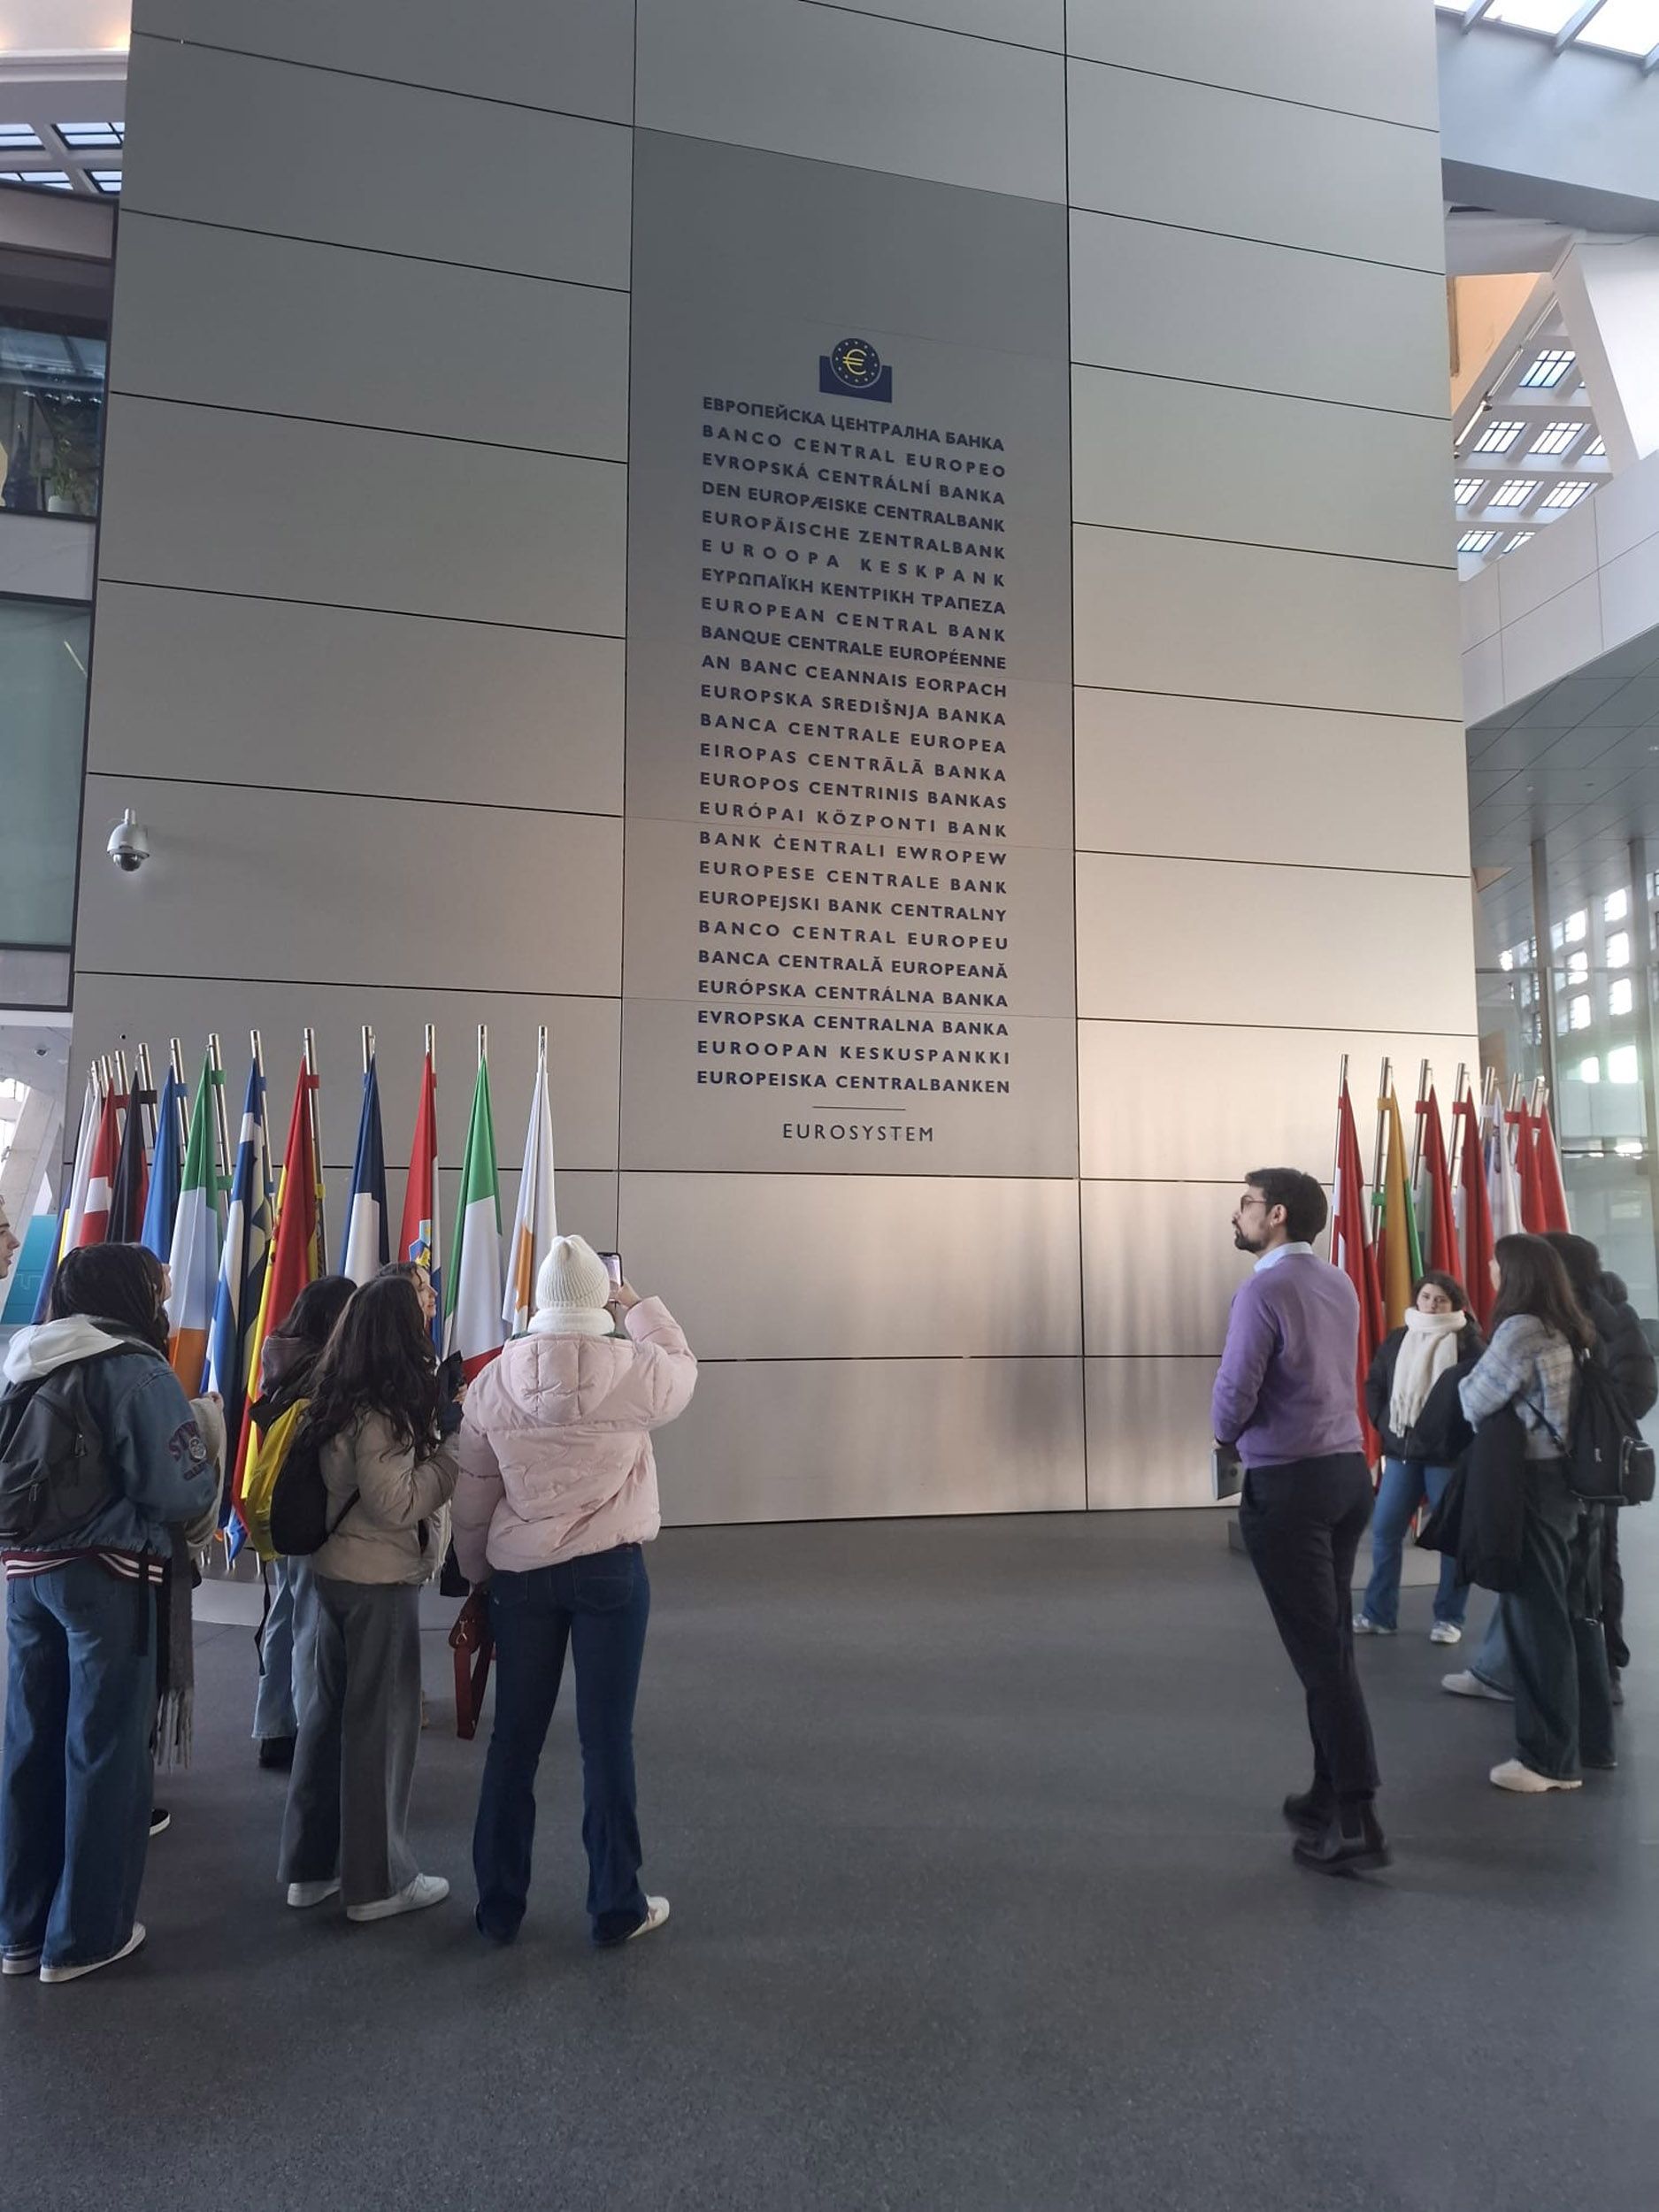 €
ЕВРОПЕЙСКА ЦЕНТРАЛНА БАНКА
BANCO CENTRAL EUROPEO
EVROPSKÁ CENTRÁLNÍ BANKA
DEN EUROPÆISKE CENTRALBANK
EUROPÄISCHE ZENTRALBANK
EUROOPA KESKPANK
ΕΥΡΩΠΑΪΚΗ ΚΕΝΤΡΙΚΗ ΤΡΑΠΕΖΑ
EUROPEAN CENTRAL BANK
BANQUE CENTRALE EUROPÉENNE
AN BANC CEANNAIS EORPACH
EUROPSKA SREDIŠNJA BANKA
BANCA CENTRALE EUROPEA
EIROPAS CENTRĀLĀ BANKA
EUROPOS CENTRINIS BANKAS
EURÓPAI KÖZPONTI BANK
BANK ĊENTRALI EWROPEW
EUROPESE CENTRALE BANK
EUROPEJSKI BANK CENTRALNY
BANCO CENTRAL EUROPEU
BANCA CENTRALĂ EUROPEANĂ
EURÓPSKA CENTRÁLNA BANKA
EVROPSKA CENTRALNA BANKA
EUROOPAN KESKUSPANKKI
EUROPEISKA CENTRALBANKEN
EUROSYSTEM